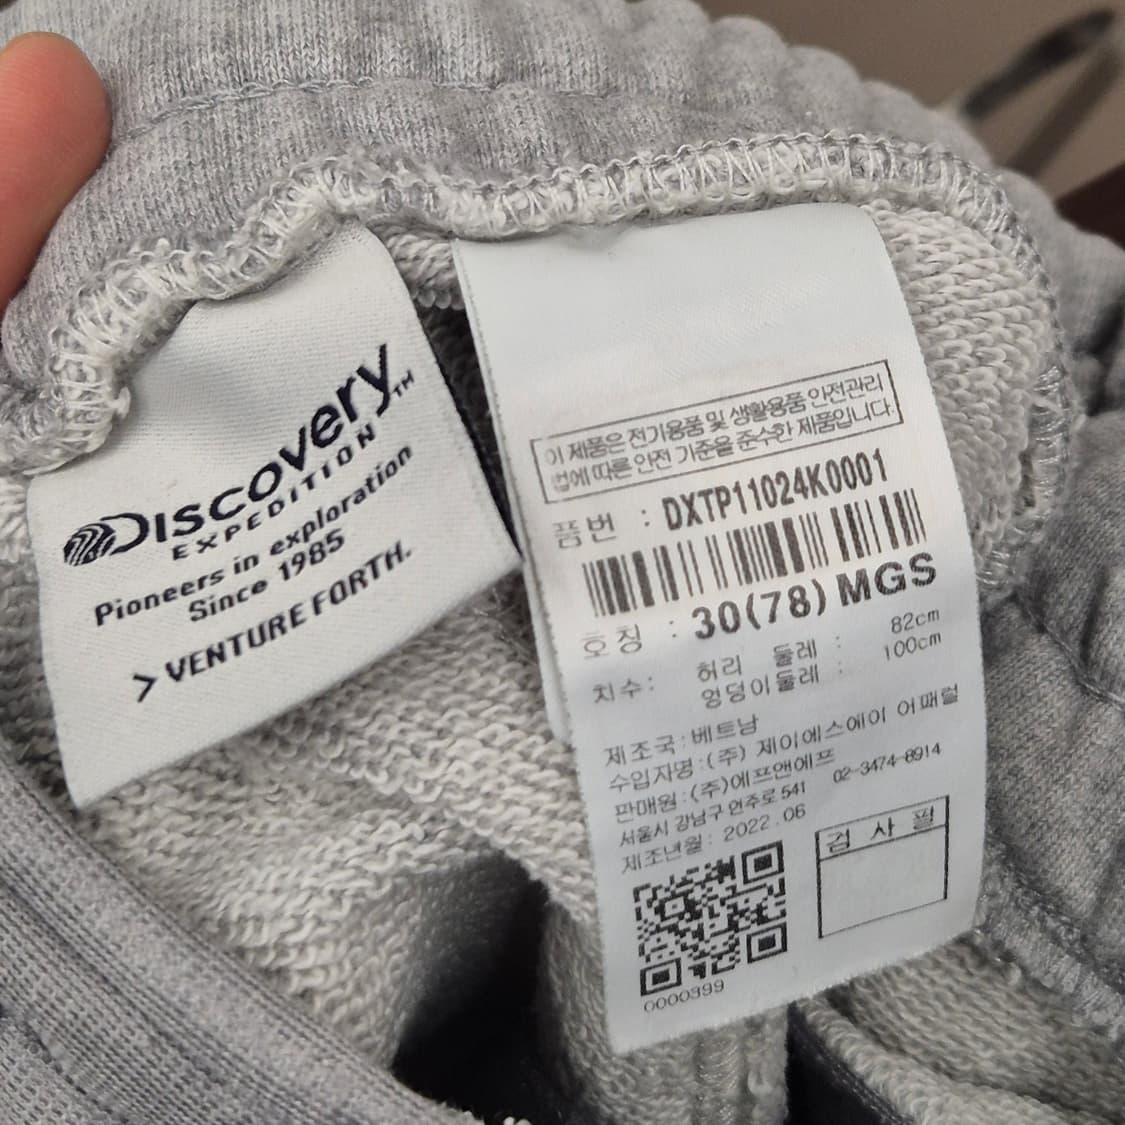 DISCOVERY™
EXPEDITION
Pioneers in exploration
Since 1985
> VENTURE FORTH.
이 제품은 전기용품 및 생활용품 안전관리
법에 따른 안전 기준을 준수한 제품입니다.
품번 : DXTP11024K0001
호칭 : 30(78) MGS
치수: 허리 둘레 : 82cm
엉덩이둘레 : 100cm
제조국:베트남
수입자명:(주) 제이에스에이 어패럴
판매원:(주)에프앤에프
서울시 강남구 언주로 541 02-3474-8914
제조년월: 2022.06
검 사 필
0000399